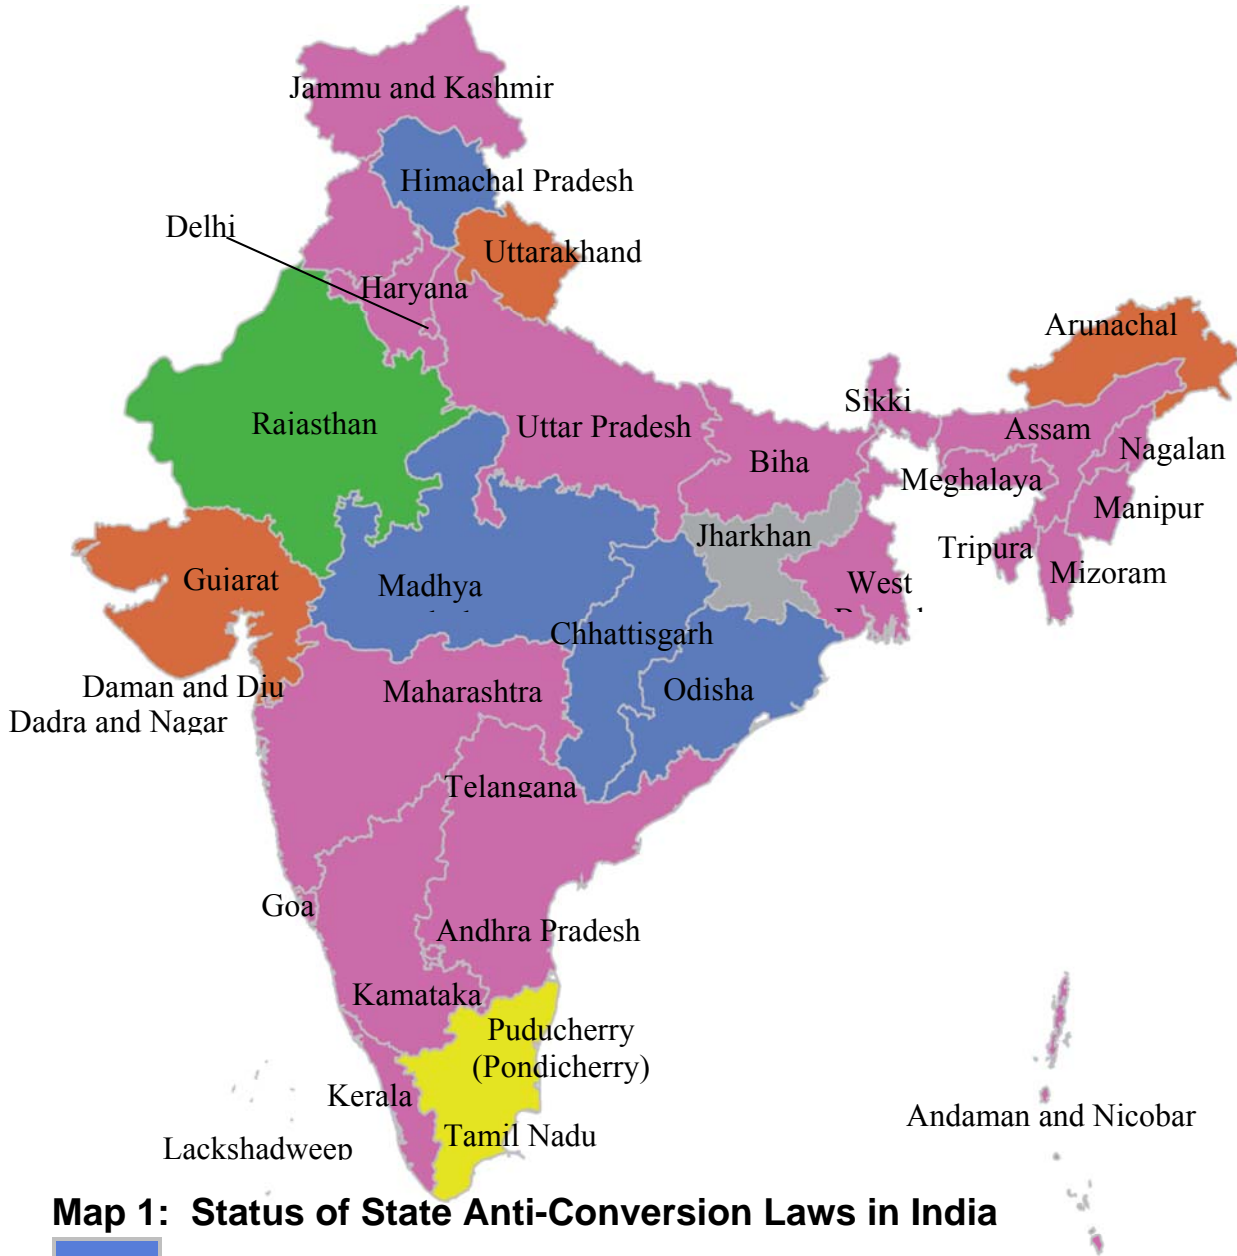 Jammu and Kashmir
Himachal Pradesh
Delhi
Uttarakhand
Haryana
Arunachal
Rajasthan
Uttar Pradesh
Sikki
Assam
Biha
Nagalan
Meghalaya
Manipur
Jharkhan
Tripura
Mizoram
Gujarat
Madhya
West
Chhattisgarh
Daman and Diu
Dadra and Nagar
Maharashtra
Odisha
Telangana
Goa
Andhra Pradesh
Kamataka
Puducherry
(Pondicherry)
Kerala
Andaman and Nicobar
Tamil Nadu
Lackshadweep
Map 1: Status of State Anti-Conversion Laws in India